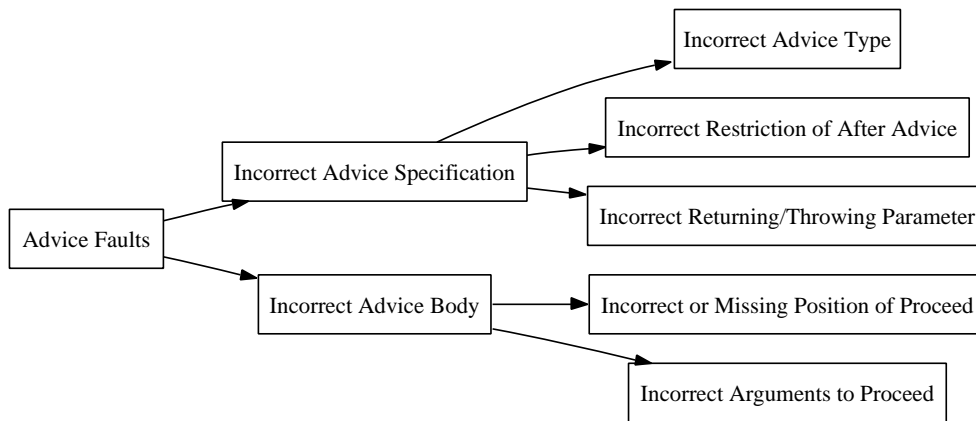 Incorrect Advice Type
Incorrect Restriction of After Advice
Incorrect Advice Specification
Incorrect Returning/Throwing Parameter
Advice Faults
Incorrect Advice Body
Incorrect or Missing Position of Proceed
Incorrect Arguments to Proceed